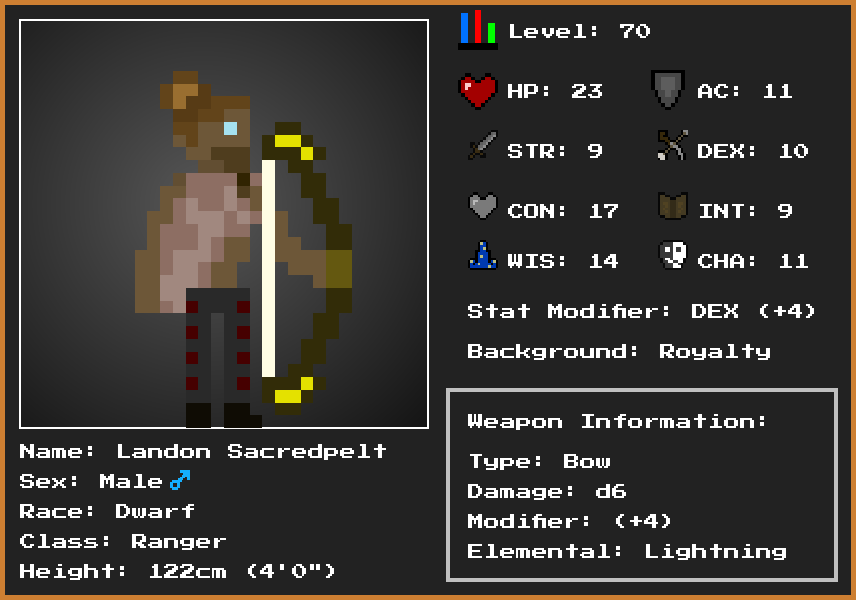 Level: 70
HP: 23
AC: 11
STR: 9
DEX: 10
CON: 17
INT: 9
WIS: 14
CHA: 11
Stat Modifier: DEX (+4)
Background: Royalty
Weapon Information:
Type: Bow
Damage: d6
Modifier: (+4)
Elemental: Lightning
Name: Landon Sacredpelt
Sex: Male♂
Race: Dwarf
Class: Ranger
Height: 122cm (4'0")